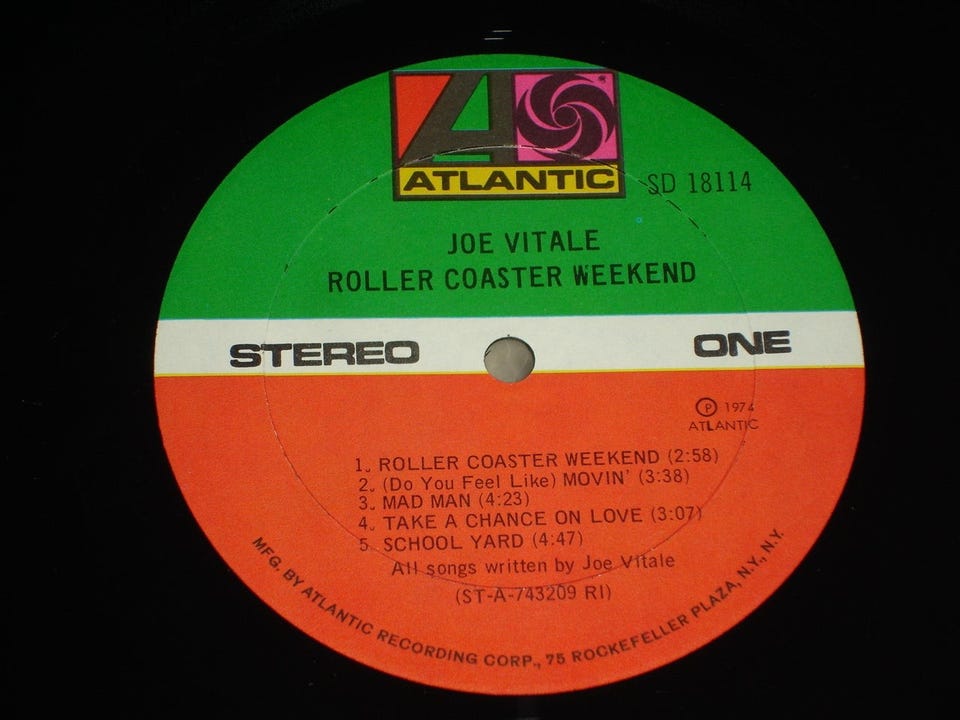 ATLANTIC
SD 18114
JOE VITALE
ROLLER COASTER WEEKEND
STEREO ONE
℗ 1974
ATLANTIC
1. ROLLER COASTER WEEKEND (2:58)
2. (Do You Feel Like) MOVIN' (3:38)
3. MAD MAN (4:23)
4. TAKE A CHANCE ON LOVE (3:07)
5. SCHOOL YARD (4:47)
All songs written by Joe Vitale
(ST-A-743209 RI)
MFG. BY ATLANTIC RECORDING CORP., 75 ROCKEFELLER PLAZA, N.Y., N.Y.